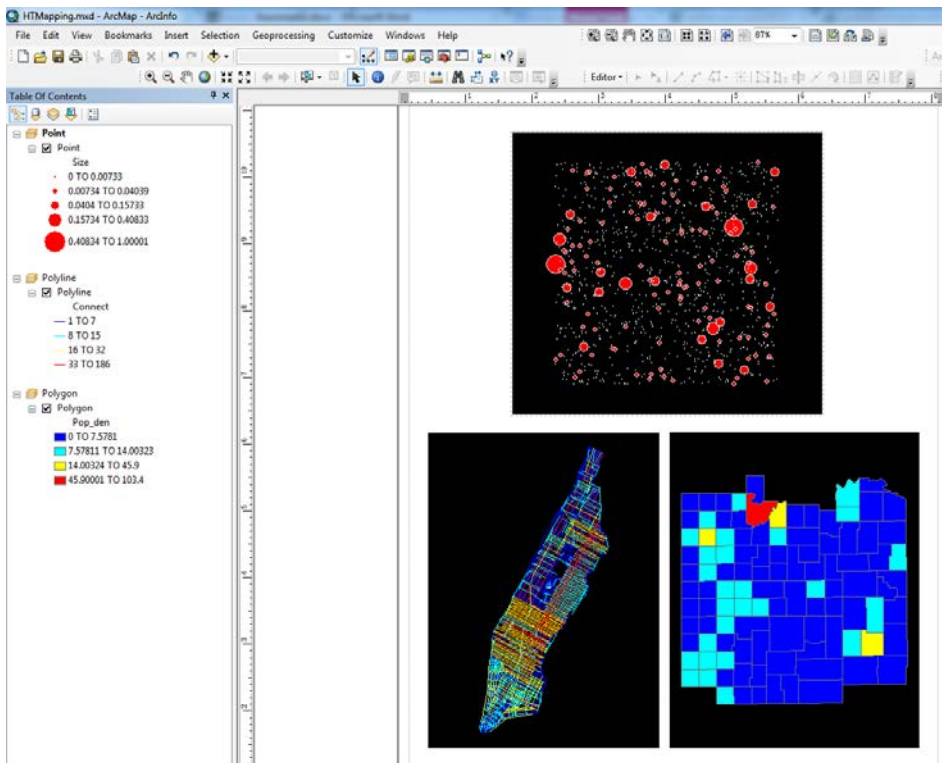 HTMapping.mxd - ArcMap - ArcInfo
File Edit View Bookmarks Insert Selection Geoprocessing Customize Windows Help
87%
Editor
Table Of Contents
Point
Point
Size
0 TO 0.00733
0.00734 TO 0.04039
0.0404 TO 0.15733
0.15734 TO 0.40833
0.40834 TO 1.00001
Polyline
Polyline
Connect
1 TO 7
8 TO 15
16 TO 32
33 TO 186
Polygon
Polygon
Pop_den
0 TO 7.5781
7.57811 TO 14.00323
14.00324 TO 45.9
45.90001 TO 103.4